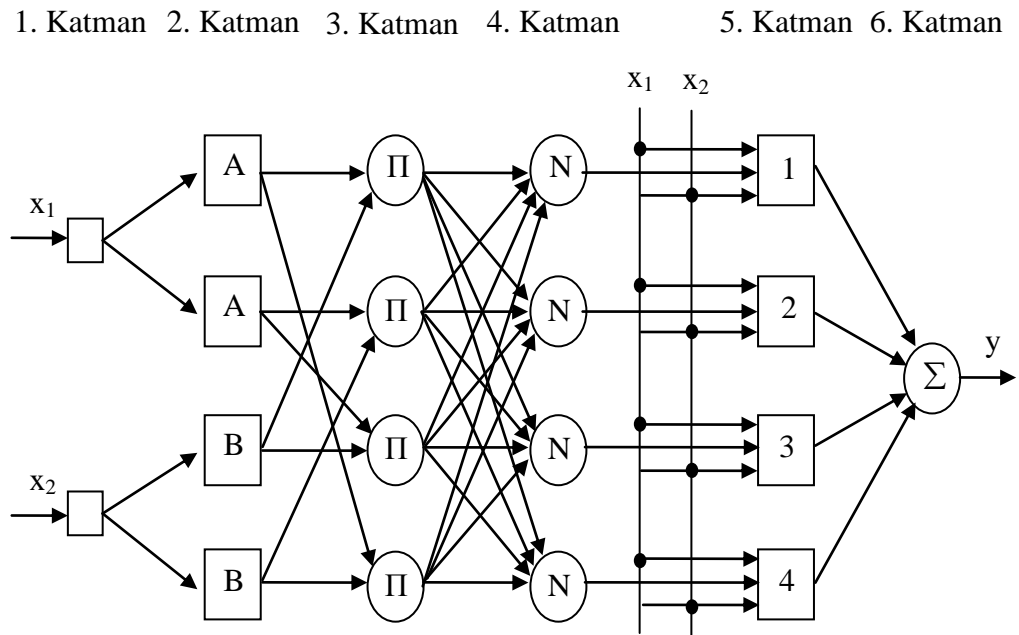 1. Katman 2. Katman 3. Katman 4. Katman 5. Katman 6. Katman
x₁ x₂
A Π N 1
x₁
A Π N 2
y
Σ
B Π N 3
x₂
B Π N 4